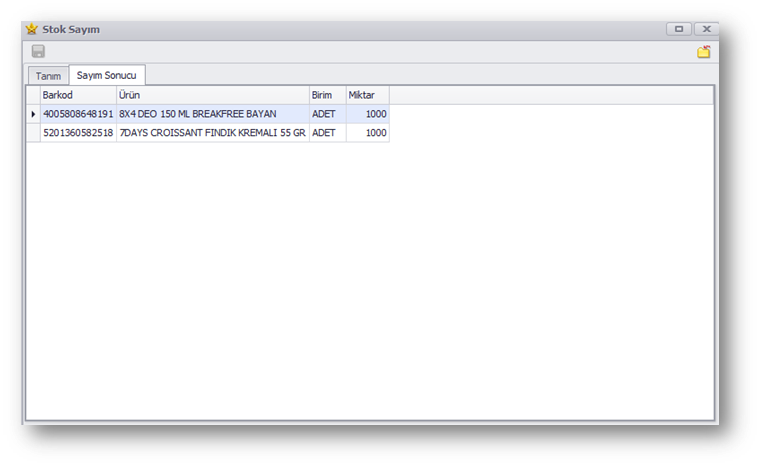 Stok Sayım
Tanım Sayım Sonucu
Barkod Ürün Birim Miktar
4005808648191 8X4 DEO 150 ML BREAKFREE BAYAN ADET 1000
5201360582518 7DAYS CROISSANT FINDIK KREMALI 55 GR ADET 1000